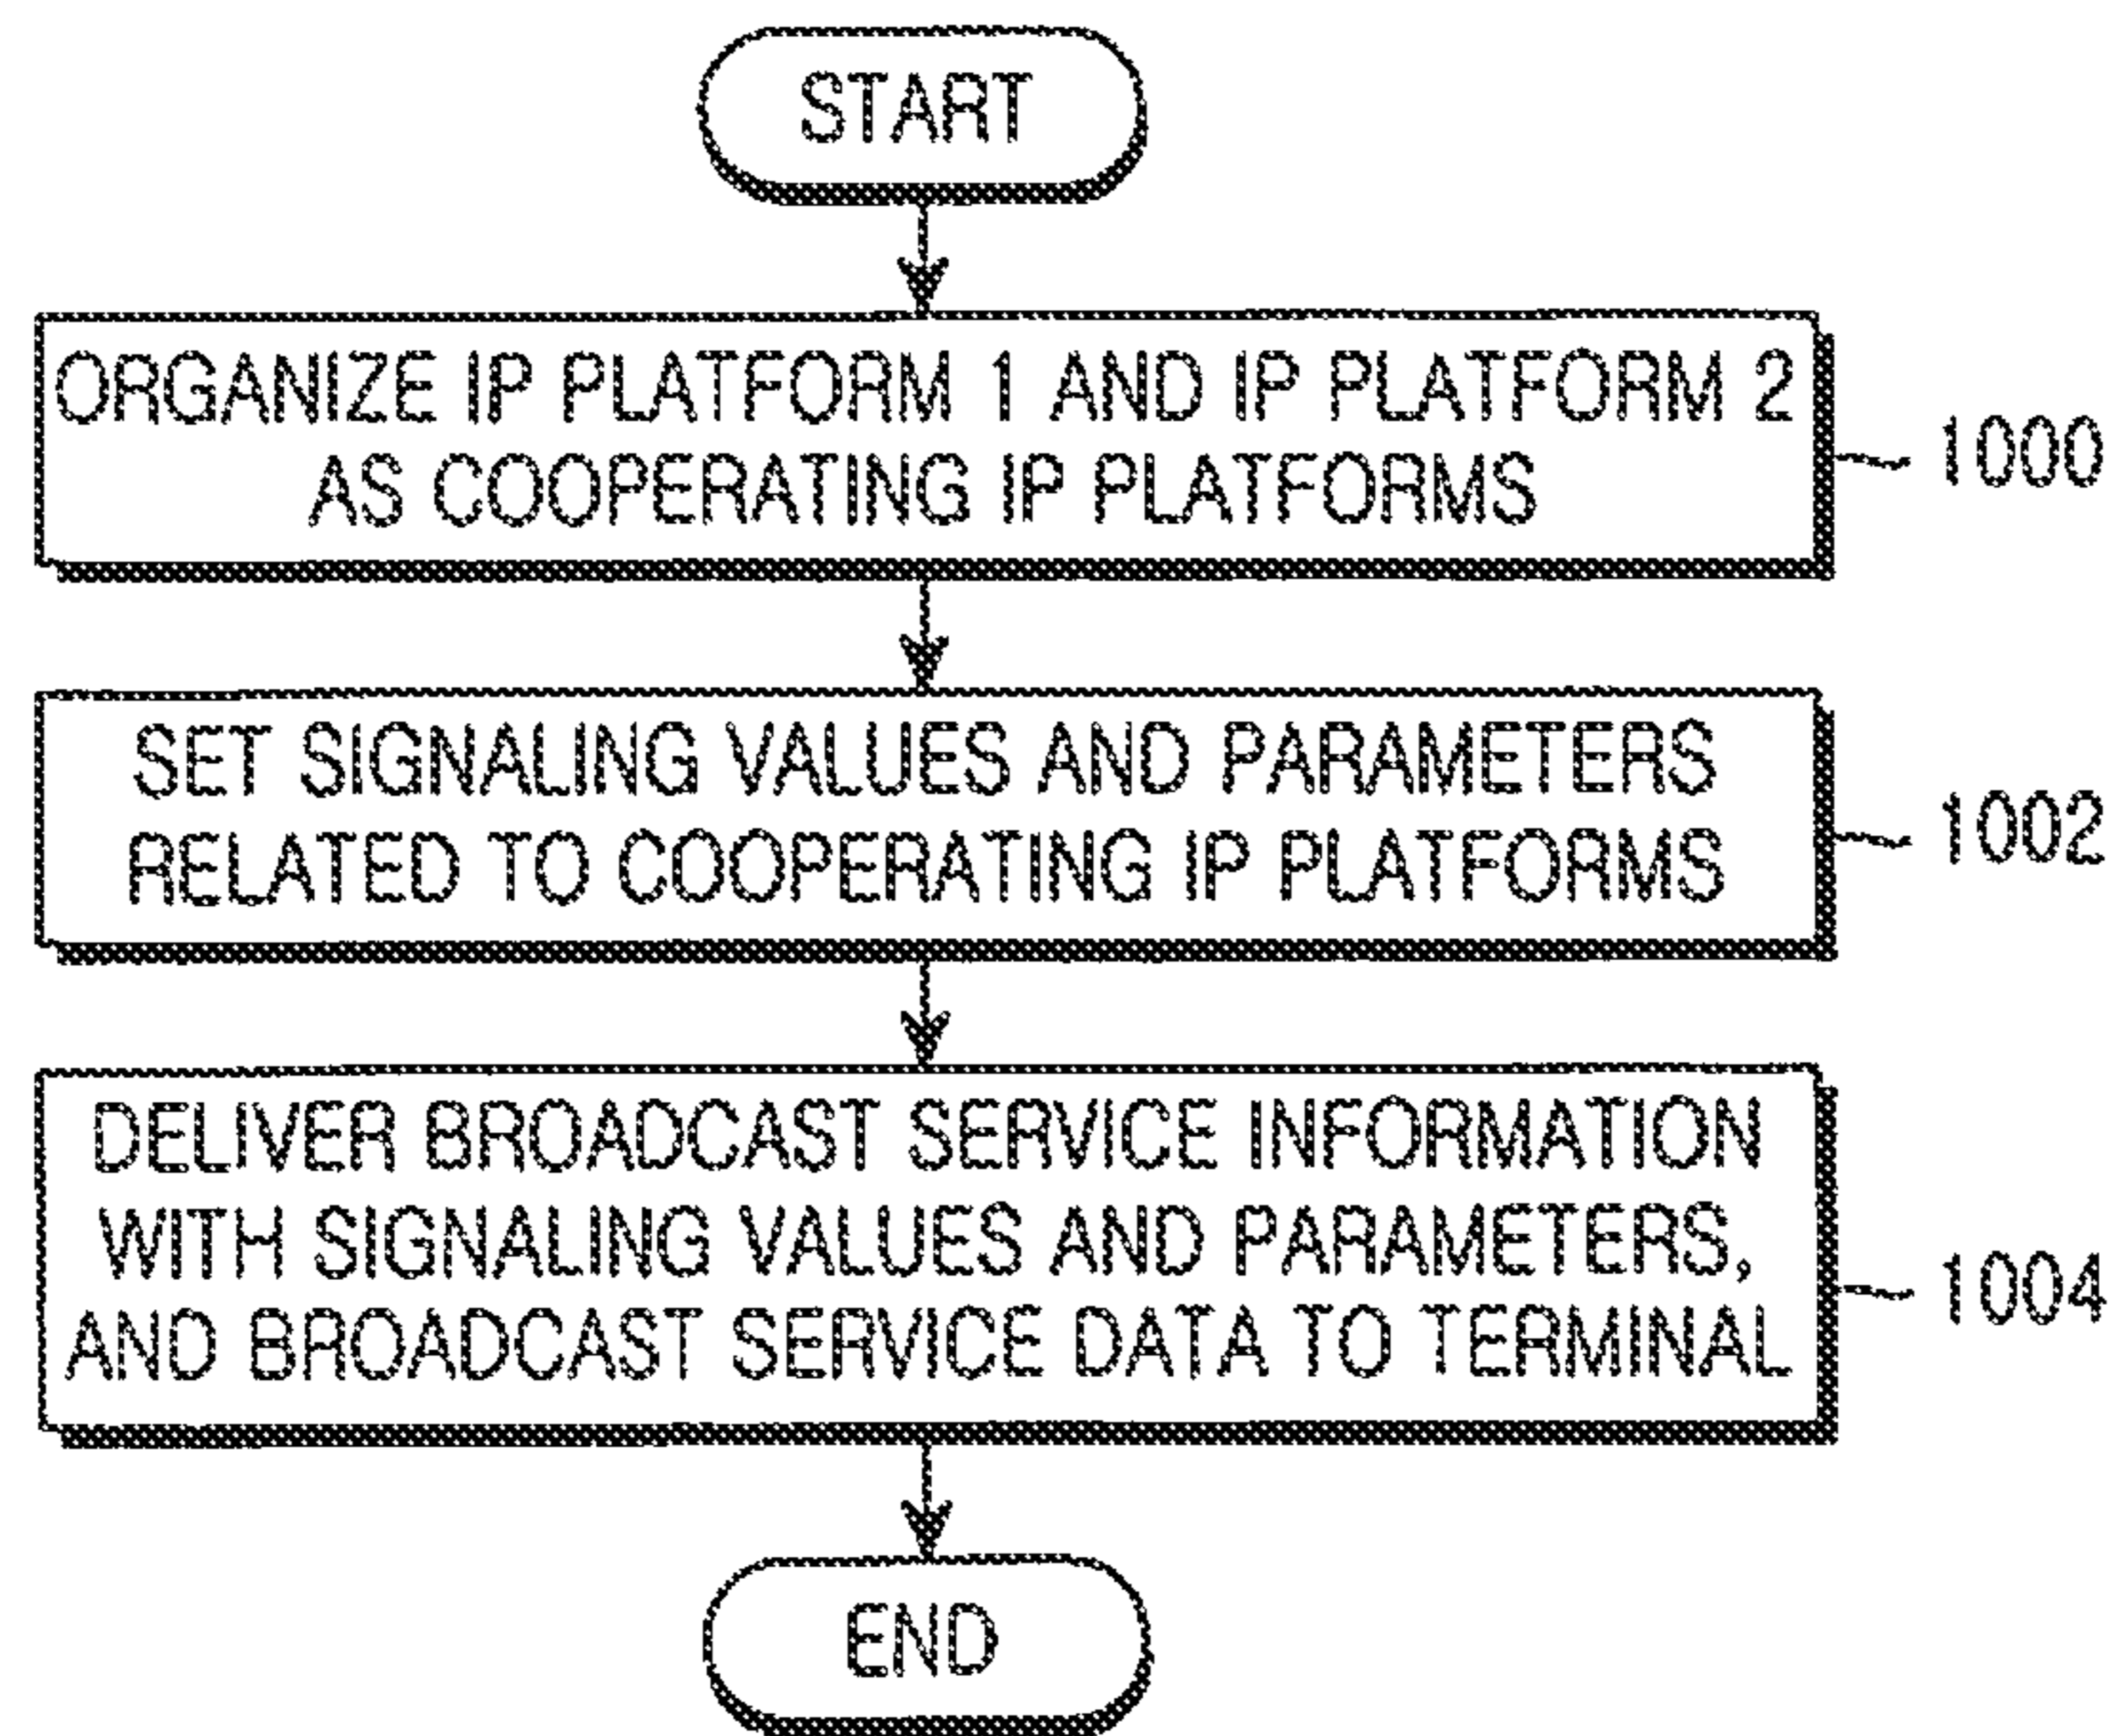 START
ORGANIZE IP PLATFORM 1 AND IP PLATFORM 2
AS COOPERATING IP PLATFORMS
1000
SET SIGNALING VALUES AND PARAMETERS
RELATED TO COOPERATING IP PLATFORMS
1002
DELIVER BROADCAST SERVICE INFORMATION
WITH SIGNALING VALUES AND PARAMETERS,
AND BROADCAST SERVICE DATA TO TERMINAL
1004
END